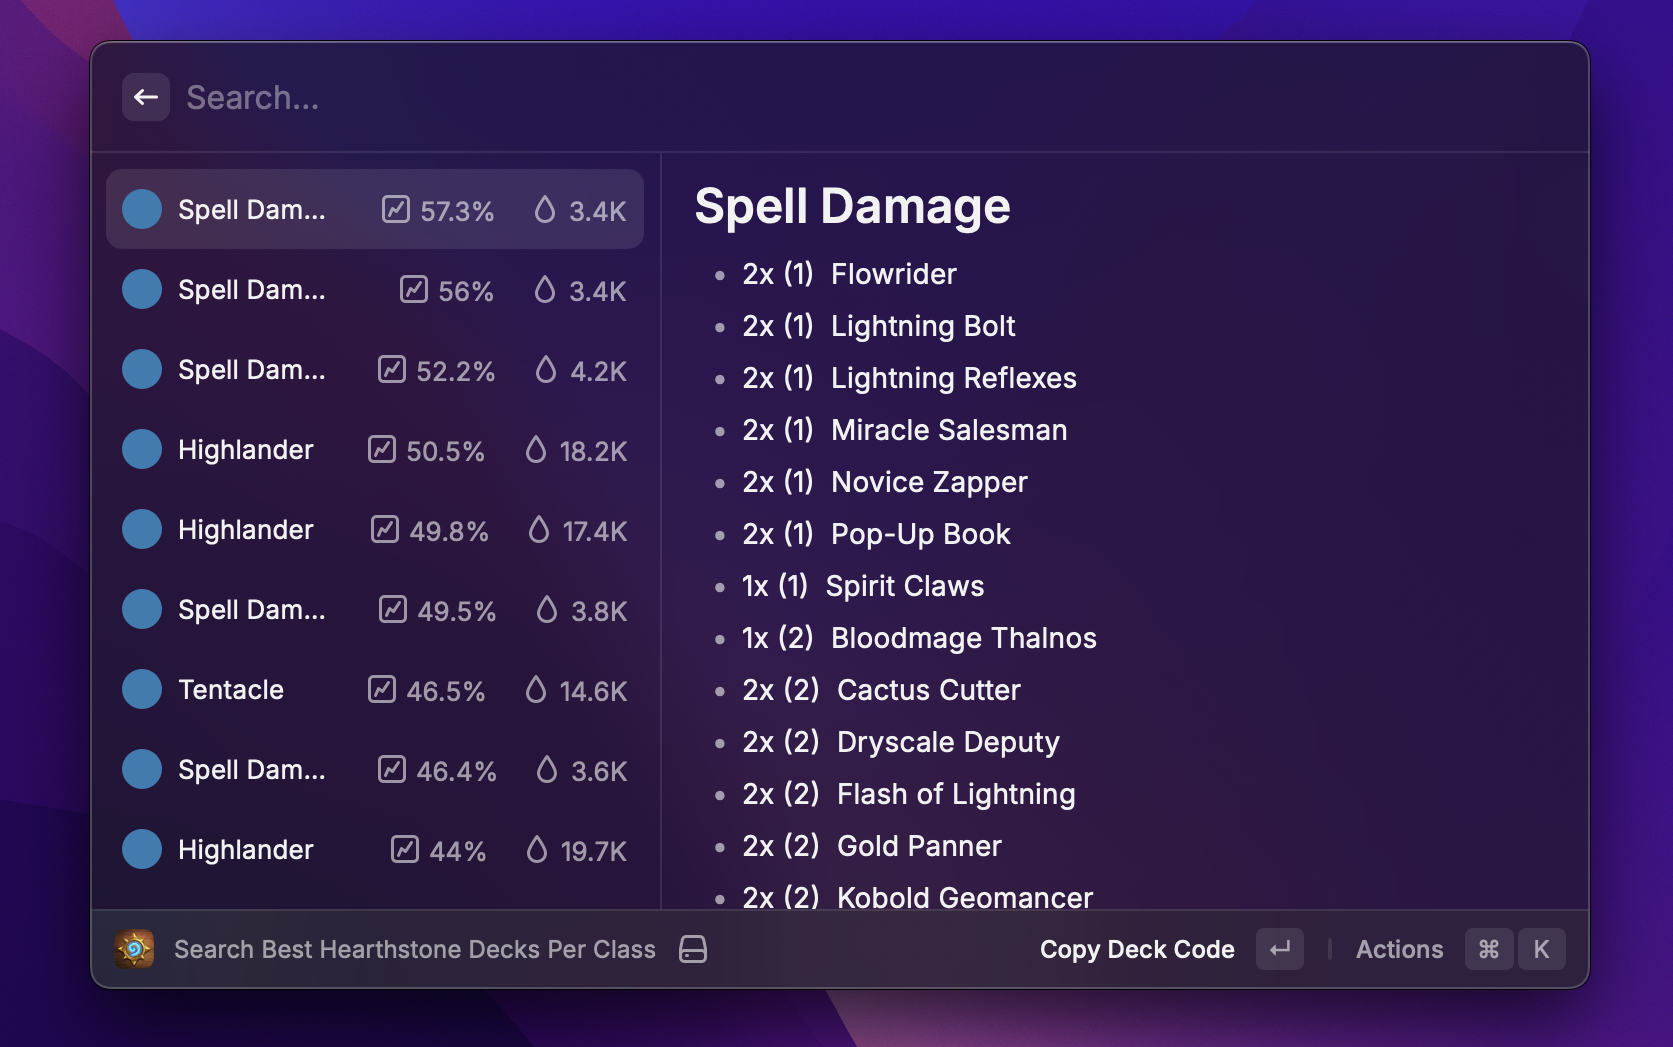 Search...
Spell Dam... 57.3% 3.4K
Spell Dam... 56% 3.4K
Spell Dam... 52.2% 4.2K
Highlander 50.5% 18.2K
Highlander 49.8% 17.4K
Spell Dam... 49.5% 3.8K
Tentacle 46.5% 14.6K
Spell Dam... 46.4% 3.6K
Highlander 44% 19.7K
Spell Damage
2x (1) Flowrider
2x (1) Lightning Bolt
2x (1) Lightning Reflexes
2x (1) Miracle Salesman
2x (1) Novice Zapper
2x (1) Pop-Up Book
1x (1) Spirit Claws
1x (2) Bloodmage Thalnos
2x (2) Cactus Cutter
2x (2) Dryscale Deputy
2x (2) Flash of Lightning
2x (2) Gold Panner
2x (2) Kobold Geomancer
Search Best Hearthstone Decks Per Class
Copy Deck Code ↵ | Actions ⌘ K